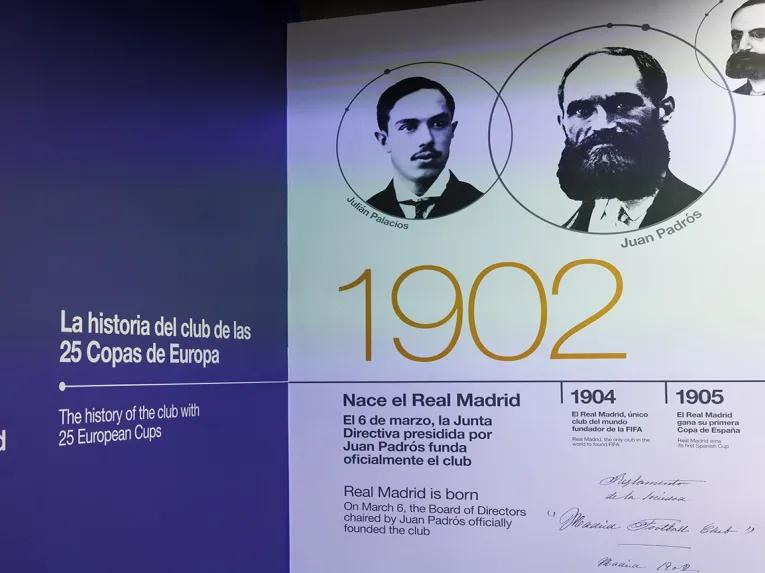 d
La historia del club de las
25 Copas de Europa
The history of the club with
25 European Cups
Julián Palacios
Juan Padrós
1902
Nace el Real Madrid
El 6 de marzo, la Junta
Directiva presidida por
Juan Padrós funda
oficialmente el club
Real Madrid is born
On March 6, the Board of Directors
chaired by Juan Padrós officially
founded the club
1904
El Real Madrid, único
club del mundo
fundador de la FIFA
Real Madrid, the only club in the
world to found FIFA
1905
El Real Madrid
gana su primera
Copa de España
Real Madrid wins
its first Spanish Cup
Reglamento
de la Sociedad
"Madrid Football Club"
Madrid 1902